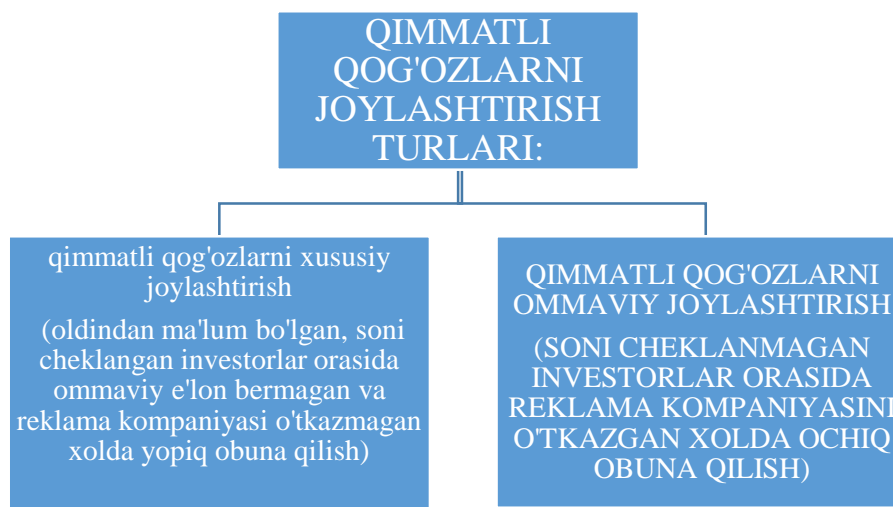 QIMMATLI
QOG'OZLARNI
JOYLASHTIRISH
TURLARI:
qimmatli qog'ozlarni xususiy
joylashtirish
(oldindan ma'lum bo'lgan, soni
cheklangan investorlar orasida
ommaviy e'lon bermagan va
reklama kompaniyasi o'tkazmagan
xolda yopiq obuna qilish)
QIMMATLI QOG'OZLARNI
OMMAVIY JOYLASHTIRISH
(SONI CHEKLANMAGAN
INVESTORLAR ORASIDA
REKLAMA KOMPANIYASINI
O'TKAZGAN XOLDA OCHIQ
OBUNA QILISH)